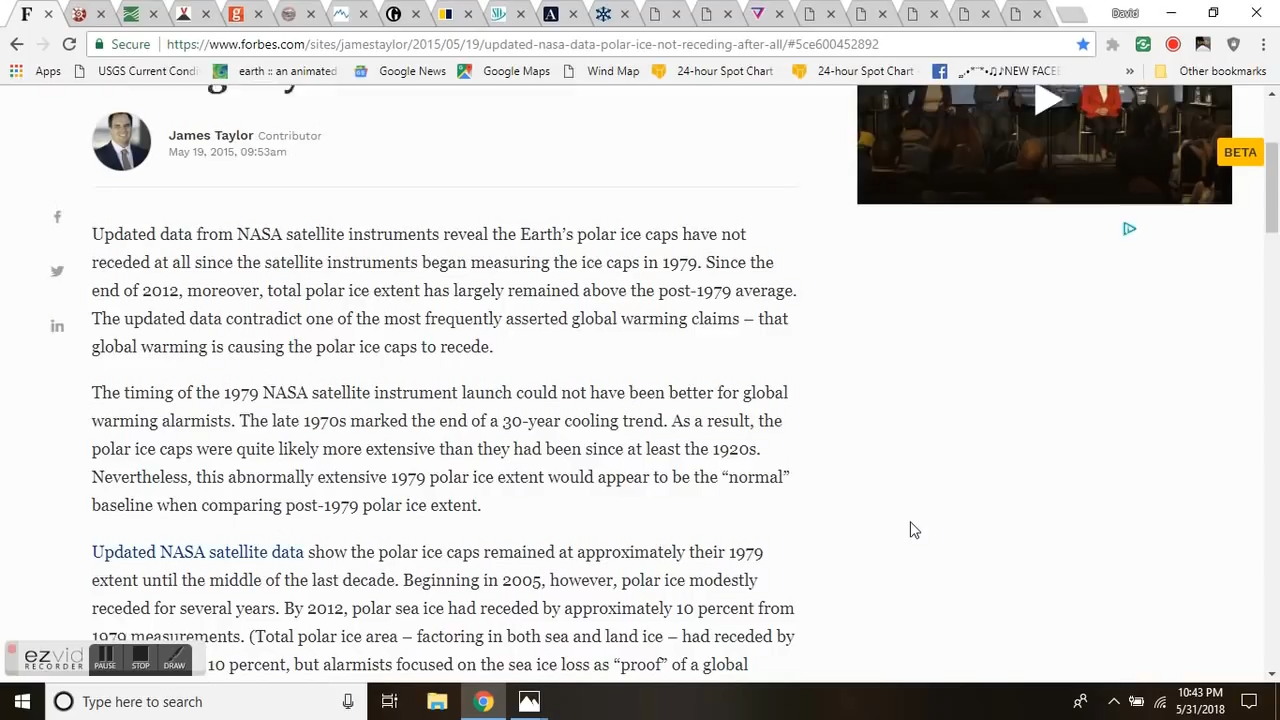 David
Secure
https://www.forbes.com/sites/jamestaylor/2015/05/19/updated-nasa-data-polar-ice-not-receding-after-all/#5ce600452892
Apps
USGS Current Condi
earth :: an animated
Google News
Google Maps
Wind Map
24-hour Spot Chart
24-hour Spot Chart
NEW FACE
»
Other bookmarks
James Taylor Contributor
May 19, 2015, 09:53am
BETA
Updated data from NASA satellite instruments reveal the Earth’s polar ice caps have not
receded at all since the satellite instruments began measuring the ice caps in 1979. Since the
end of 2012, moreover, total polar ice extent has largely remained above the post-1979 average.
The updated data contradict one of the most frequently asserted global warming claims – that
global warming is causing the polar ice caps to recede.
The timing of the 1979 NASA satellite instrument launch could not have been better for global
warming alarmists. The late 1970s marked the end of a 30-year cooling trend. As a result, the
polar ice caps were quite likely more extensive than they had been since at least the 1920s.
Nevertheless, this abnormally extensive 1979 polar ice extent would appear to be the “normal”
baseline when comparing post-1979 polar ice extent.
Updated NASA satellite data show the polar ice caps remained at approximately their 1979
extent until the middle of the last decade. Beginning in 2005, however, polar ice modestly
receded for several years. By 2012, polar sea ice had receded by approximately 10 percent from
1979 measurements. (Total polar ice area – factoring in both sea and land ice – had receded by
10 percent, but alarmists focused on the sea ice loss as “proof” of a global
ezvid
RECORDER
PAUSE
STOP
DRAW
Type here to search
10:43 PM
5/31/2018